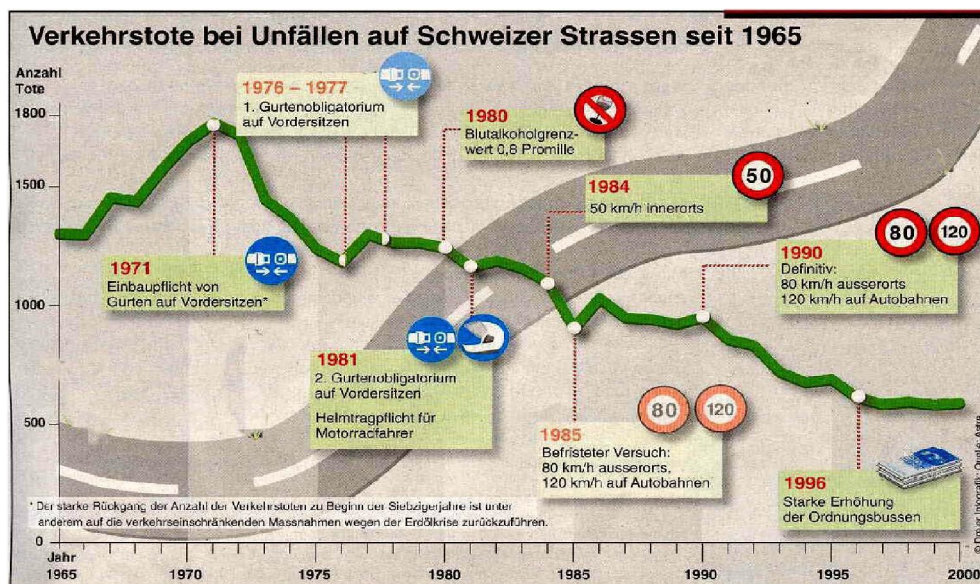 Verkehrstote bei Unfällen auf Schweizer Strassen seit 1965
Anzahl
Tote
1800
1500
1000
500
0
1976 – 1977
1. Gurtenobligatorium
auf Vordersitzen
1980
Blutalkoholgrenz-
wert 0,8 Promille
1984
50 km/h innerorts
50
1971
Einbaupflicht von
Gurten auf Vordersitzen*
80
120
1990
Definitiv:
80 km/h ausserorts
120 km/h auf Autobahnen
1981
2. Gurtenobligatorium
auf Vordersitzen
Helmtragpflicht für
Motorradfahrer
80
120
1985
Befristeter Versuch:
80 km/h ausserorts,
120 km/h auf Autobahnen
1996
Starke Erhöhung
der Ordnungsbussen
* Der starke Rückgang der Anzahl der Verkehrstoten zu Beginn der Siebzigerjahre ist unter
anderem auf die verkehrseinschränkenden Massnahmen wegen der Erdölkrise zurückzuführen.
Jahr
1965
1970
1975
1980
1985
1990
1995
2000
Infografik; Quelle: Astra